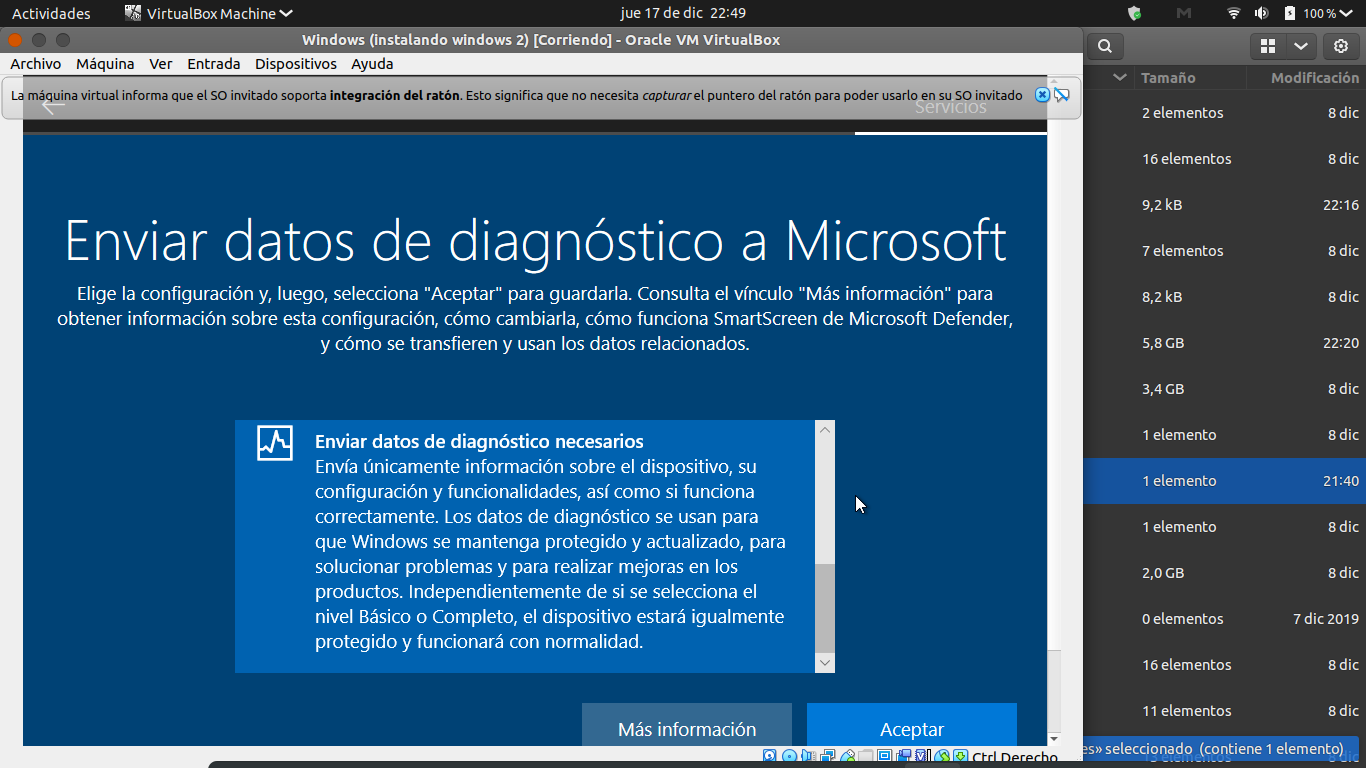 Actividades VirtualBox Machine jue 17 de dic 22:49 100 %
Windows (instalando windows 2) [Corriendo] - Oracle VM VirtualBox
Archivo Máquina Ver Entrada Dispositivos Ayuda
La máquina virtual informa que el SO invitado soporta integración del ratón. Esto significa que no necesita capturar el puntero del ratón para poder usarlo en su SO invitado
Servicios
Enviar datos de diagnóstico a Microsoft
Elige la configuración y, luego, selecciona "Aceptar" para guardarla. Consulta el vínculo "Más información" para
obtener información sobre esta configuración, cómo cambiarla, cómo funciona SmartScreen de Microsoft Defender,
y cómo se transfieren y usan los datos relacionados.
Enviar datos de diagnóstico necesarios
Envía únicamente información sobre el dispositivo, su
configuración y funcionalidades, así como si funciona
correctamente. Los datos de diagnóstico se usan para
que Windows se mantenga protegido y actualizado, para
solucionar problemas y para realizar mejoras en los
productos. Independientemente de si se selecciona el
nivel Básico o Completo, el dispositivo estará igualmente
protegido y funcionará con normalidad.
Más información Aceptar
Ctrl Derecho
Tamaño Modificación
2 elementos 8 dic
16 elementos 8 dic
9,2 kB 22:16
7 elementos 8 dic
8,2 kB 8 dic
5,8 GB 22:20
3,4 GB 8 dic
1 elemento 8 dic
1 elemento 21:40
1 elemento 8 dic
2,0 GB 8 dic
0 elementos 7 dic 2019
16 elementos 8 dic
11 elementos 8 dic
es» seleccionado (contiene 1 elemento)